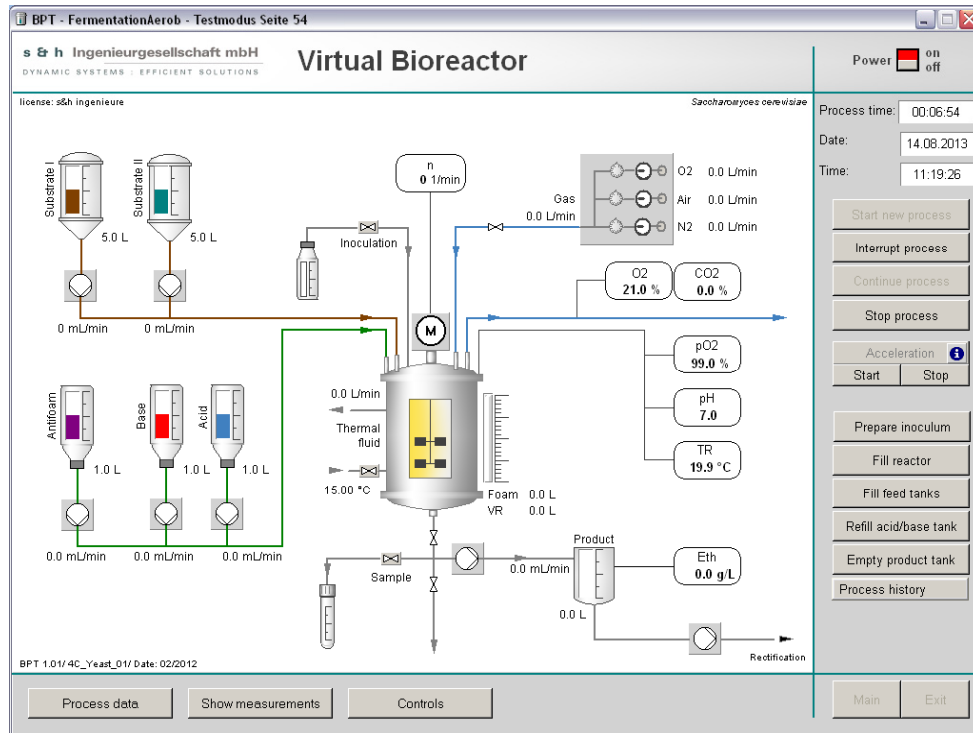 BPT - FermentationAerob - Testmodus Seite 54
s & h Ingenieurgesellschaft mbH
DYNAMIC SYSTEMS : EFFICIENT SOLUTIONS
Virtual Bioreactor
Power
on
off
license: s&h ingenieure
Saccharomyces cerevisiae
Process time: 00:06:54
Date: 14.08.2013
Time: 11:19:26
Start new process
Interrupt process
Continue process
Stop process
Acceleration i
Start Stop
Prepare inoculum
Fill reactor
Fill feed tanks
Refill acid/base tank
Empty product tank
Process history
Substrate I
5.0 L
Substrate II
5.0 L
0 mL/min
0 mL/min
n
0 1/min
Inoculation
Gas
0.0 L/min
O2 0.0 L/min
Air 0.0 L/min
N2 0.0 L/min
O2
21.0 %
CO2
0.0 %
M
pO2
99.0 %
pH
7.0
TR
19.9 °C
0.0 L/min
Thermal
fluid
15.00 °C
Foam 0.0 L
VR 0.0 L
Antifoam
1.0 L
Base
1.0 L
Acid
1.0 L
0.0 mL/min
0.0 mL/min
0.0 mL/min
Sample
0.0 mL/min
Product
0.0 L
Eth
0.0 g/L
Rectification
BPT 1.01/ 4C_Yeast_01/ Date: 02/2012
Process data
Show measurements
Controls
Main
Exit